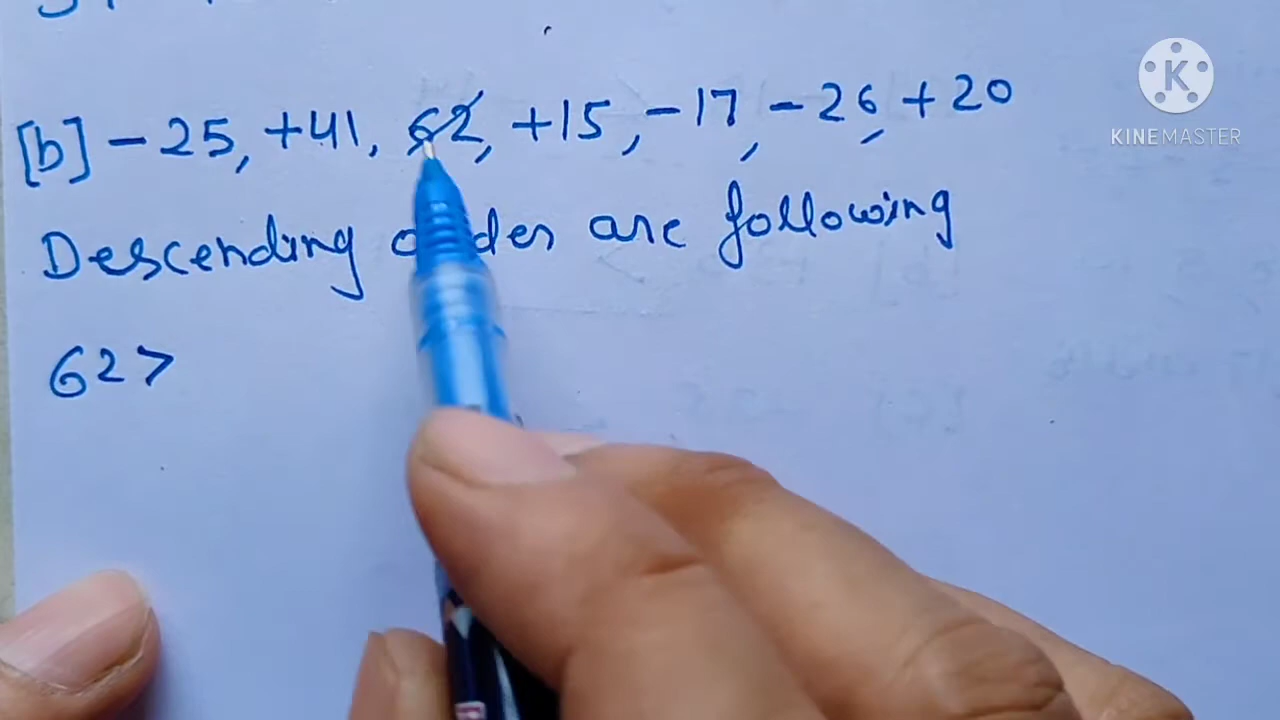 [b] -25, +41, 62, +15, -17, -26, +20
KINEMASTER
Descending order are following
62>